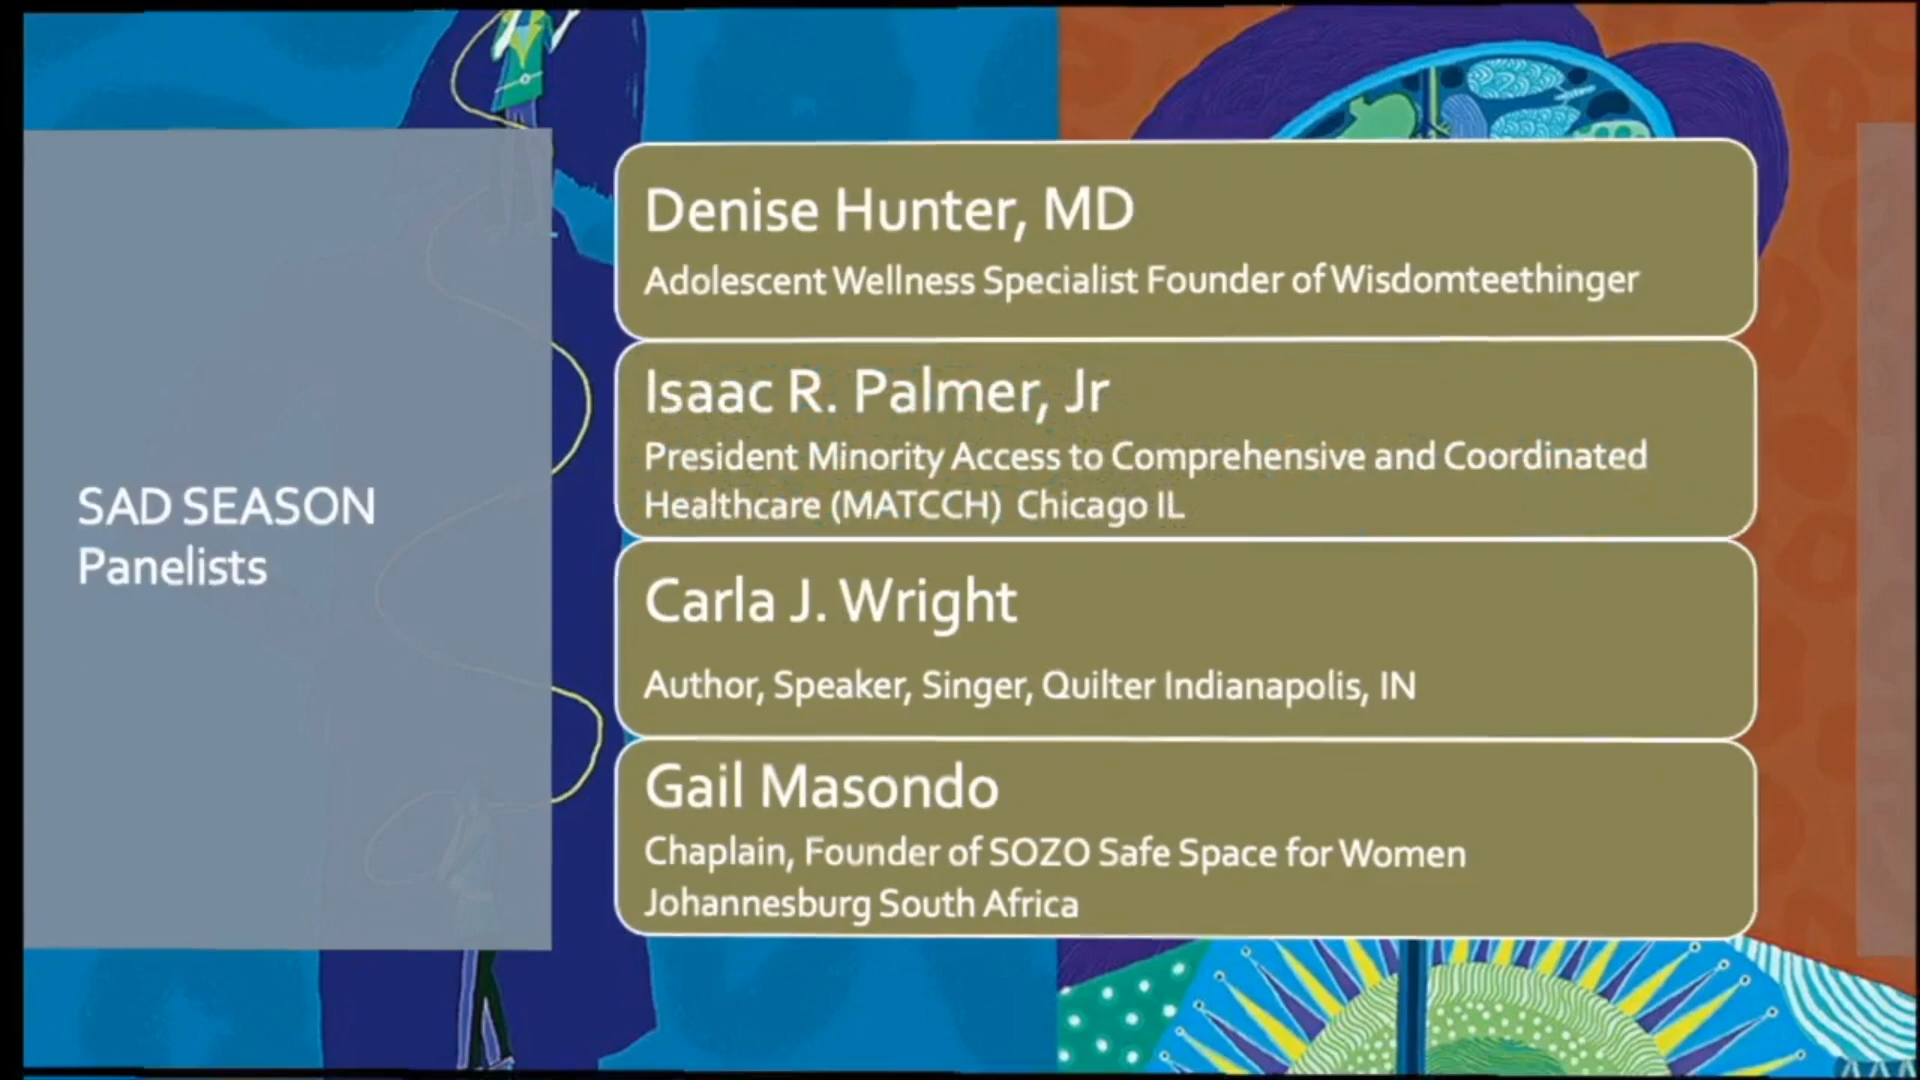 SAD SEASON
Panelists
Denise Hunter, MD
Adolescent Wellness Specialist Founder of Wisdomteethinger
Isaac R. Palmer, Jr
President Minority Access to Comprehensive and Coordinated
Healthcare (MATCCH) Chicago IL
Carla J. Wright
Author, Speaker, Singer, Quilter Indianapolis, IN
Gail Masondo
Chaplain, Founder of SOZO Safe Space for Women
Johannesburg South Africa